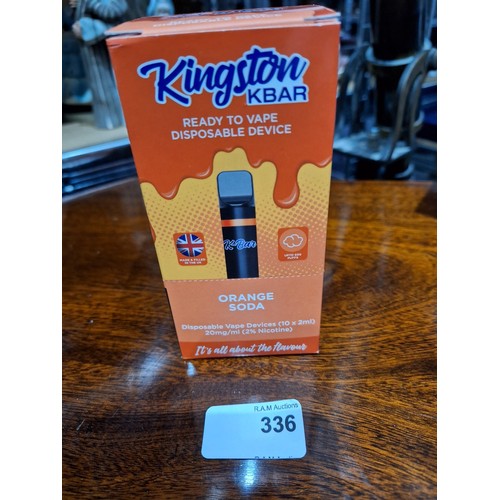 Kingston
KBAR
READY TO VAPE
DISPOSABLE DEVICE
K-Bar
ORANGE
SODA
Disposable Vape Devices (10 x 2ml)
20mg/ml (2% Nicotine)
It's all about the flavour
R.A.M Auctions
336